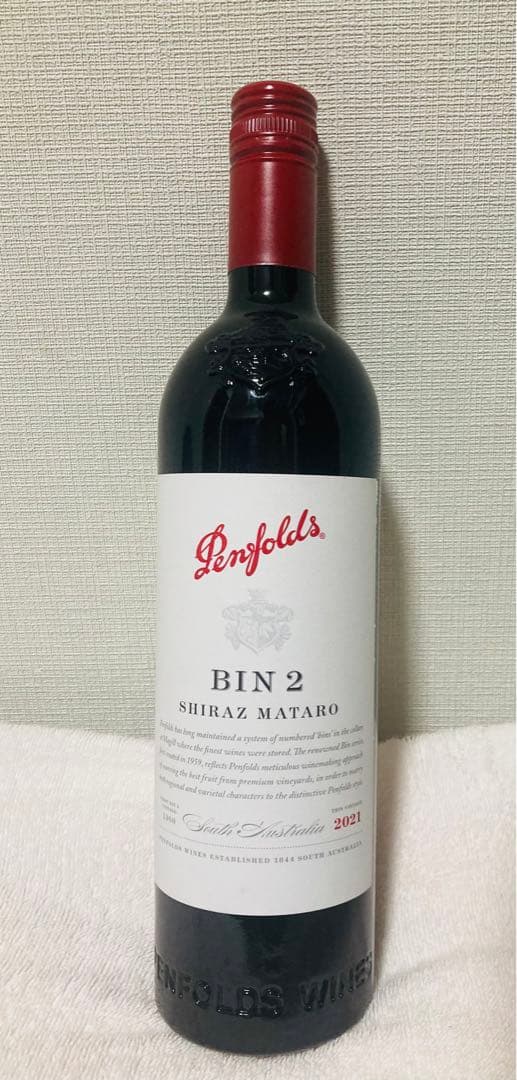 Penfolds®
BIN 2
SHIRAZ MATARO
Penfolds has long maintained a system of numbered 'bins' in the cellars
at Magill where the finest wines were stored. The renowned Bin series,
first created in 1959, reflects Penfolds meticulous winemaking approach
of sourcing the best fruit from premium vineyards, in order to marry
regional and varietal characters to the distinctive Penfolds style.
THIS VINTAGE
South Australia 2021
PENFOLDS WINES ESTABLISHED 1844 SOUTH AUSTRALIA
PENFOLDS WINES